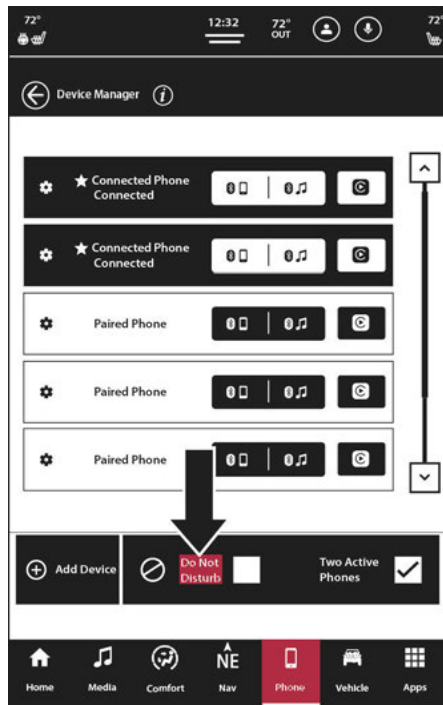 72°
12:32
72°
OUT
72°
Device Manager
Connected Phone
Connected
Connected Phone
Connected
Paired Phone
Paired Phone
Paired Phone
Add Device
Do Not
Disturb
Two Active
Phones
NE
Home
Media
Comfort
Nav
Phone
Vehicle
Apps